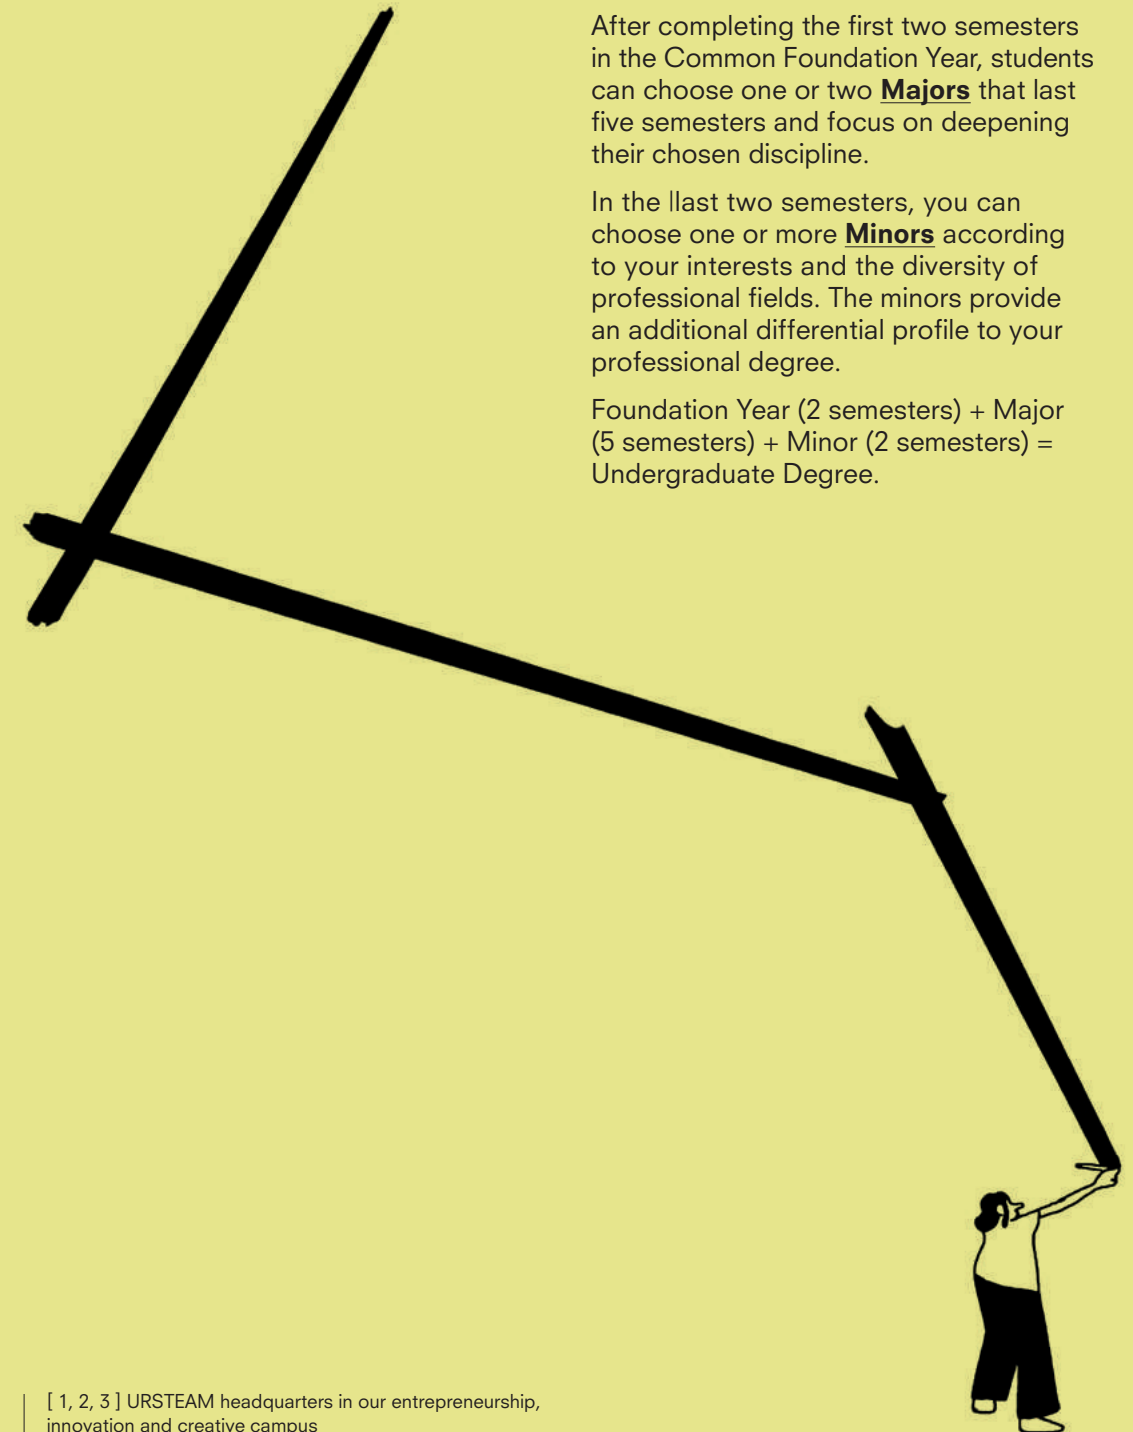 After completing the first two semesters
in the Common Foundation Year, students
can choose one or two Majors that last
five semesters and focus on deepening
their chosen discipline.
In the llast two semesters, you can
choose one or more Minors according
to your interests and the diversity of
professional fields. The minors provide
an additional differential profile to your
professional degree.
Foundation Year (2 semesters) + Major
(5 semesters) + Minor (2 semesters) =
Undergraduate Degree.
[ 1, 2, 3 ] URSTEAM headquarters in our entrepreneurship,
innovation and creative campus